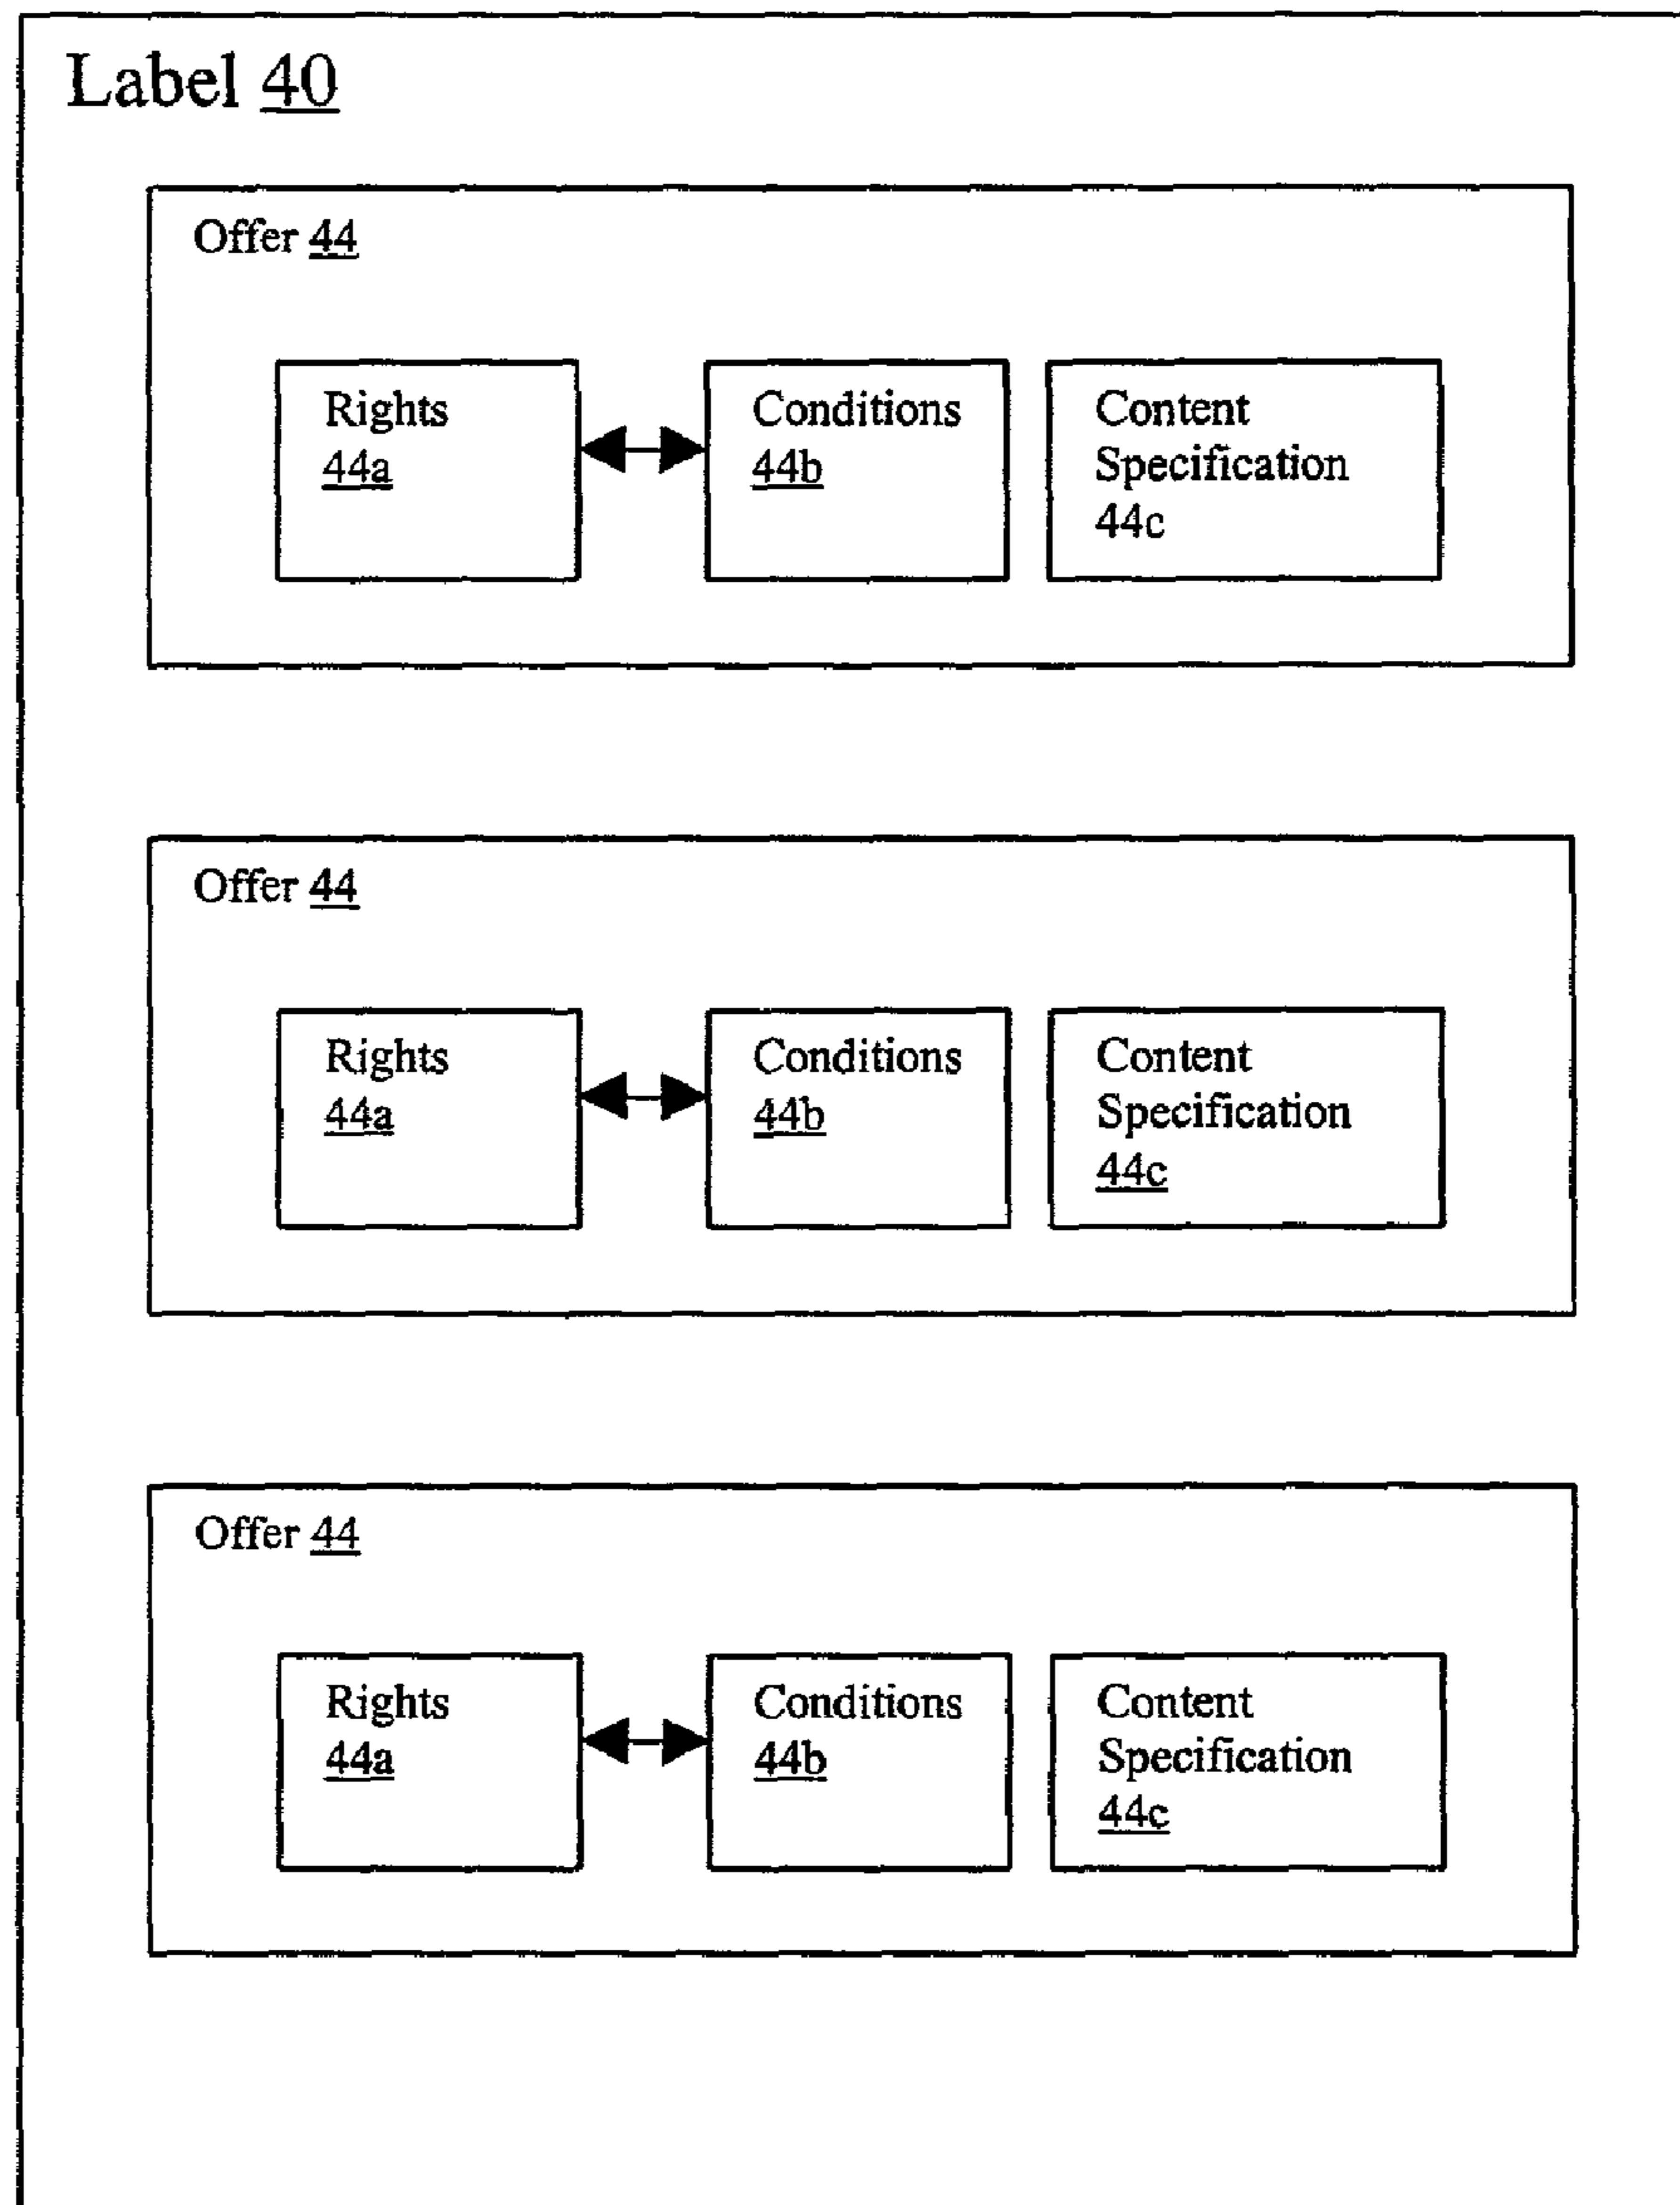 Label 40
Offer 44
Rights
44a
Conditions
44b
Content
Specification
44c
Offer 44
Rights
44a
Conditions
44b
Content
Specification
44c
Offer 44
Rights
44a
Conditions
44b
Content
Specification
44c